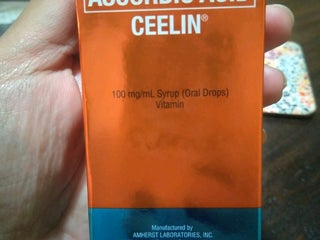 ASCORBIC ACID
CEELIN®
100 mg/mL Syrup (Oral Drops)
Vitamin
Manufactured by
AMHERST LABORATORIES, INC.